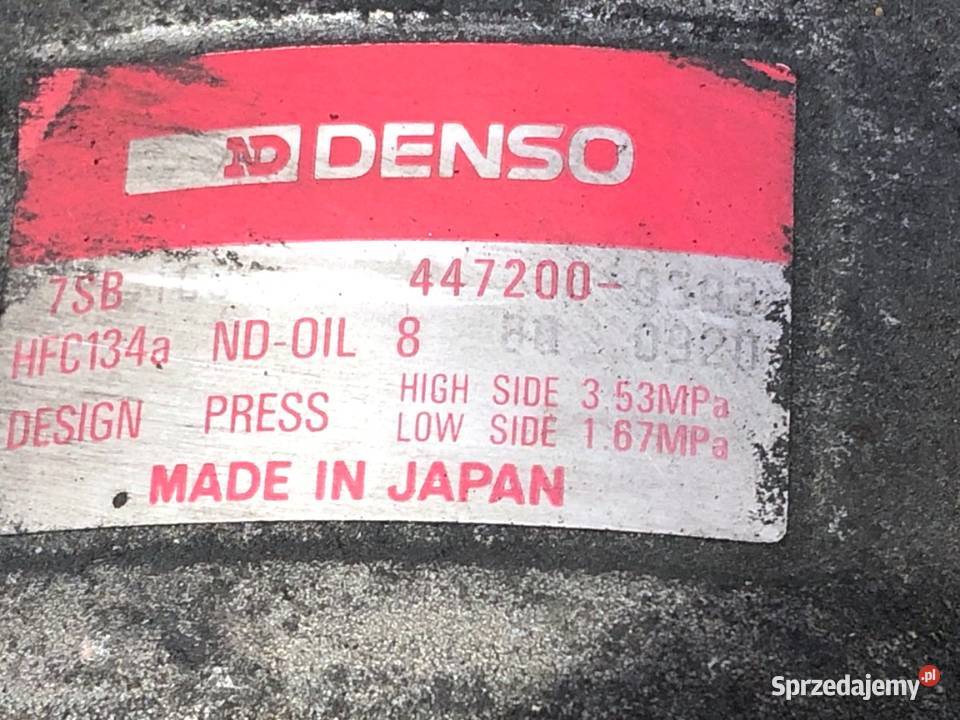 ND DENSO
7SB 447200-
HFC134a ND-OIL 8
DESIGN PRESS HIGH SIDE 3.53MPa
LOW SIDE 1.67MPa
MADE IN JAPAN
Sprzedajemy.pl